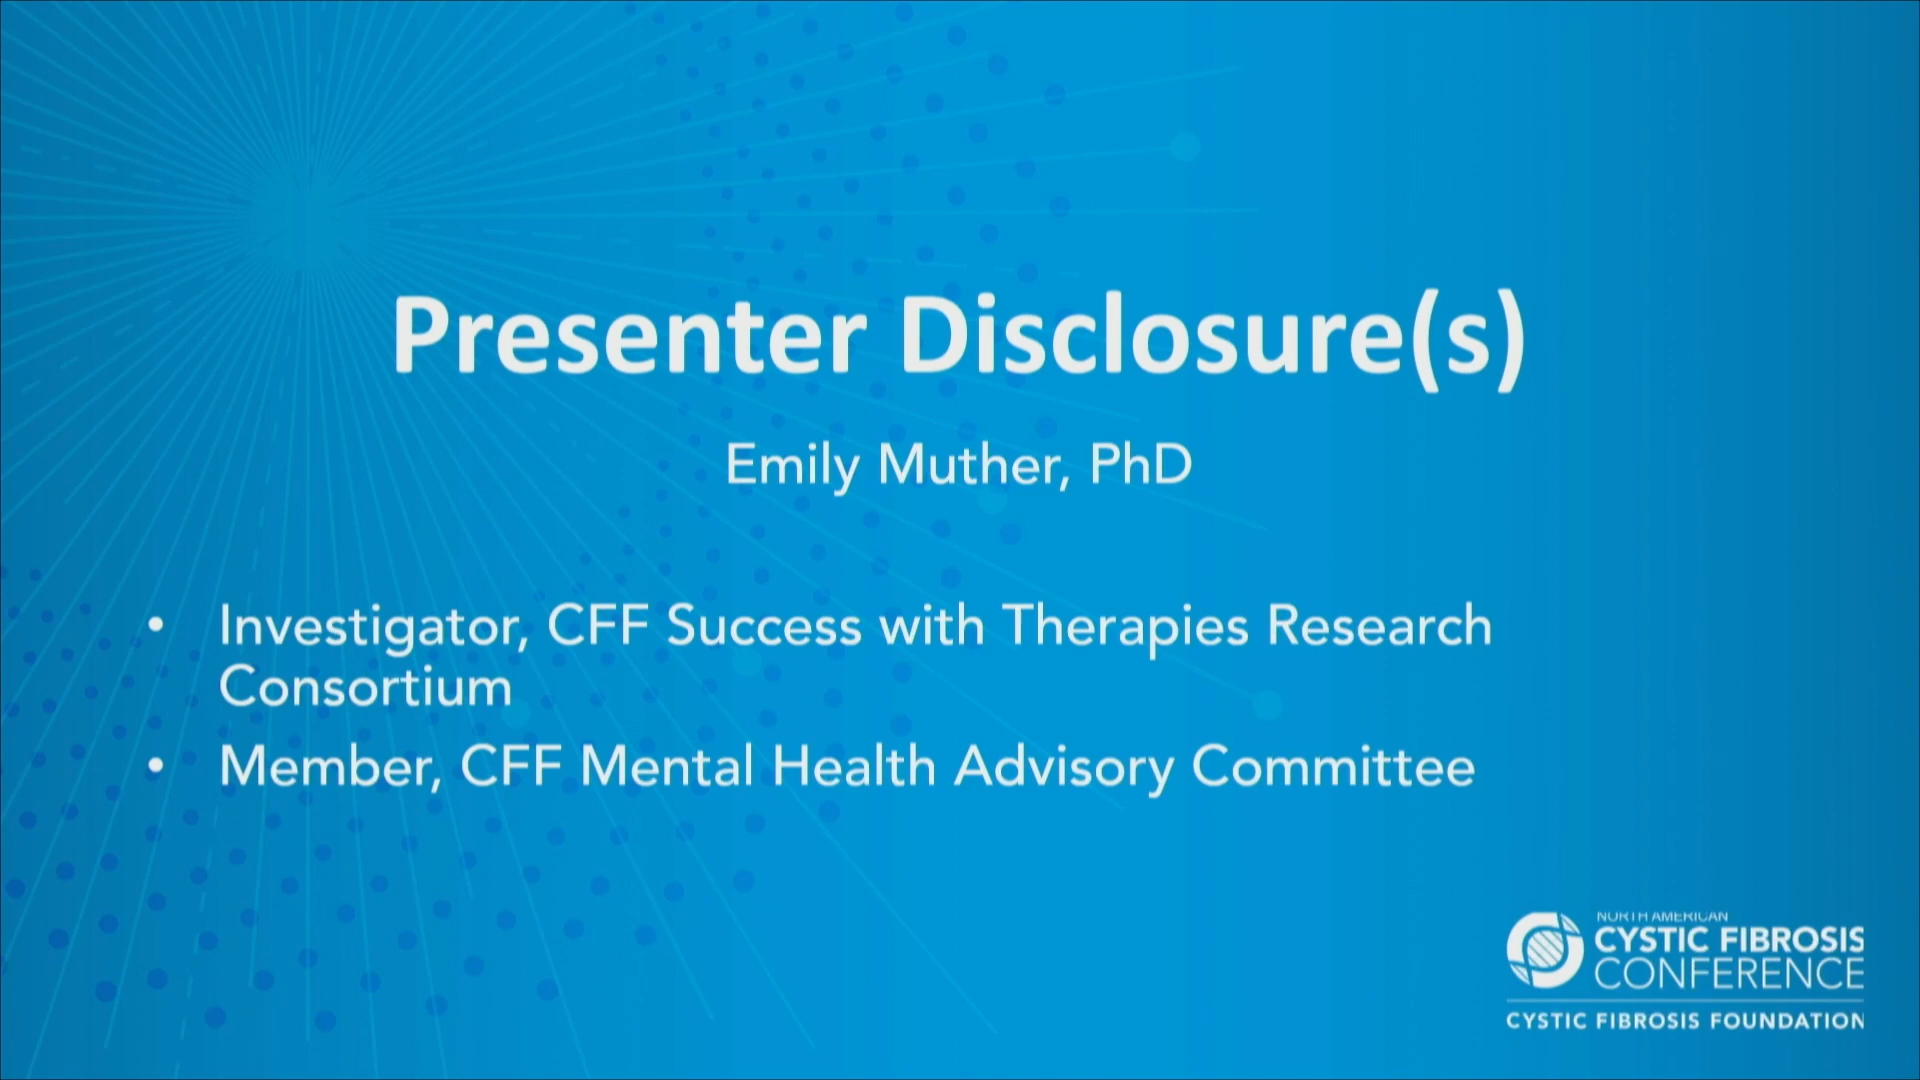 Presenter Disclosure(s)
Emily Muther, PhD
• Investigator, CFF Success with Therapies Research
Consortium
• Member, CFF Mental Health Advisory Committee
NORTH AMERICAN
CYSTIC FIBROSIS
CONFERENCE
CYSTIC FIBROSIS FOUNDATION